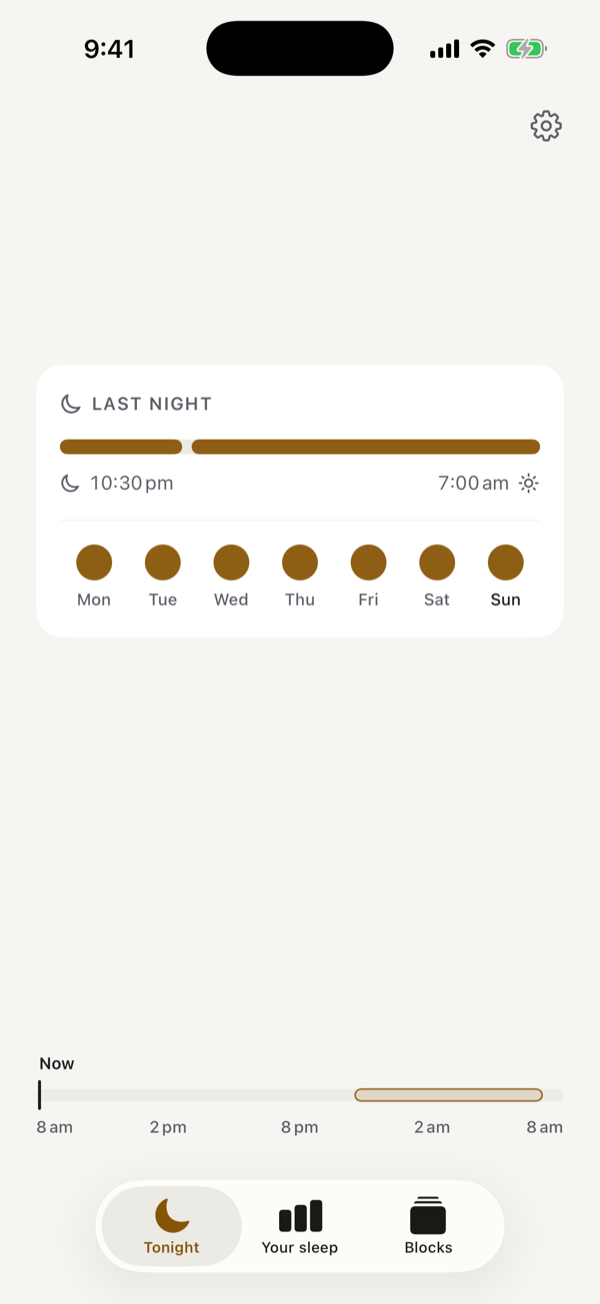 9:41
LAST NIGHT
10:30 pm 7:00 am
Mon Tue Wed Thu Fri Sat Sun
Now
8 am 2 pm 8 pm 2 am 8 am
Tonight Your sleep Blocks